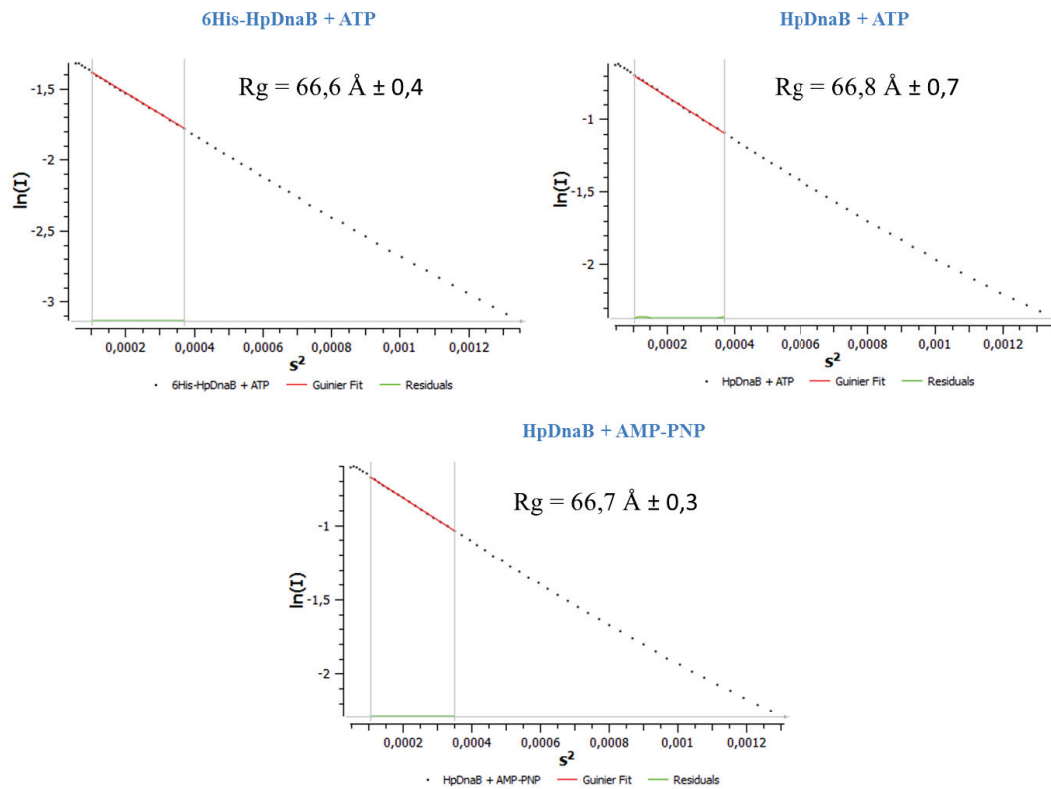 6His-HpDnaB + ATP
Rg = 66,6 Å ± 0,4
ln(I)
-1,5
-2
-2,5
-3
0,0002 0,0004 0,0006 0,0008 0,001 0,0012
s²
6His-HpDnaB + ATP Guinier Fit Residuals
HpDnaB + ATP
Rg = 66,8 Å ± 0,7
ln(I)
-1
-1,5
-2
0,0002 0,0004 0,0006 0,0008 0,001 0,0012
s²
HpDnaB + ATP Guinier Fit Residuals
HpDnaB + AMP-PNP
Rg = 66,7 Å ± 0,3
ln(I)
-1
-1,5
-2
0,0002 0,0004 0,0006 0,0008 0,001 0,0012
s²
HpDnaB + AMP-PNP Guinier Fit Residuals